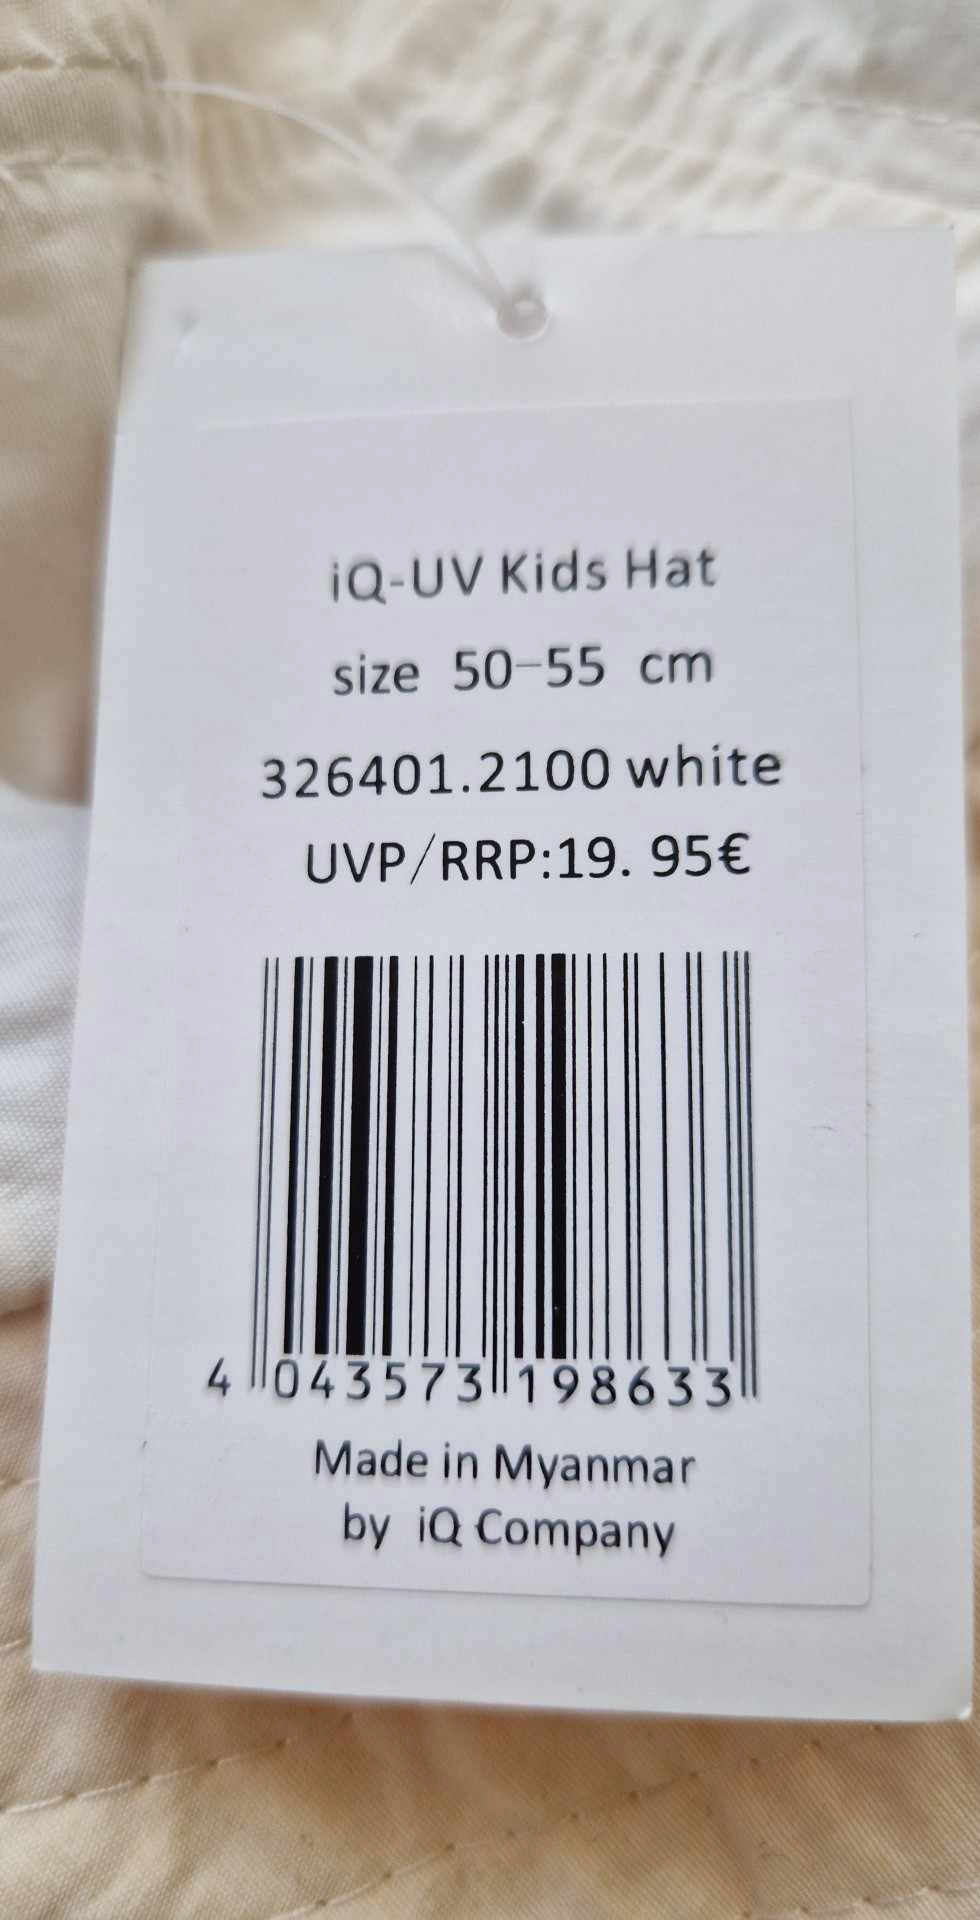 iQ-UV Kids Hat
size 50-55 cm
326401.2100 white
UVP/RRP:19. 95€
4 043573 198633
Made in Myanmar
by iQ Company